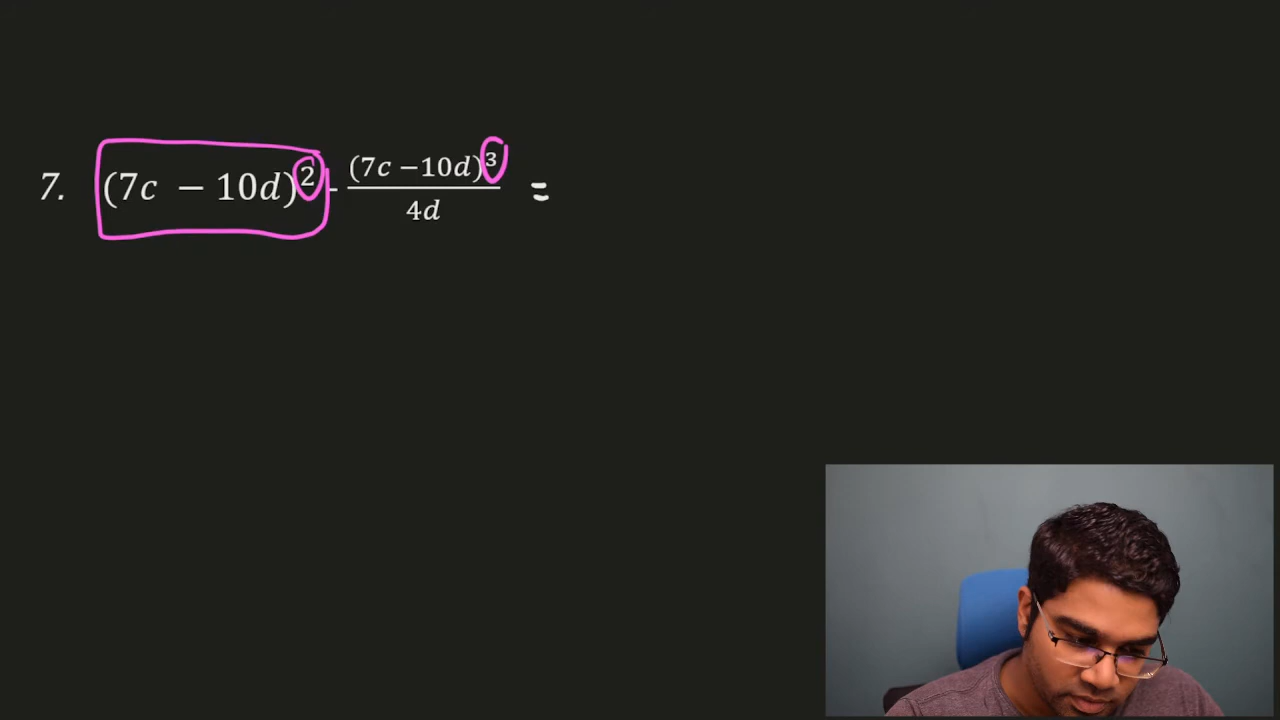 7. (7c − 10d)² - (7c −10d)³/4d =